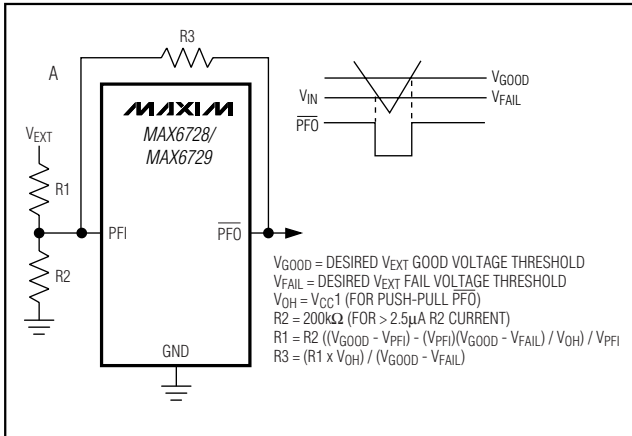 R3
A
MAXIM
MAX6728/
MAX6729
VEXT
R1
PFI
PFO
R2
GND
VGOOD
VIN
VFAIL
PFO
VGOOD = DESIRED VEXT GOOD VOLTAGE THRESHOLD
VFAIL = DESIRED VEXT FAIL VOLTAGE THRESHOLD
VOH = VCC1 (FOR PUSH-PULL PFO)
R2 = 200kΩ (FOR > 2.5μA R2 CURRENT)
R1 = R2 ((VGOOD - VPFI) - (VPFI)(VGOOD - VFAIL) / VOH) / VPFI
R3 = (R1 x VOH) / (VGOOD - VFAIL)